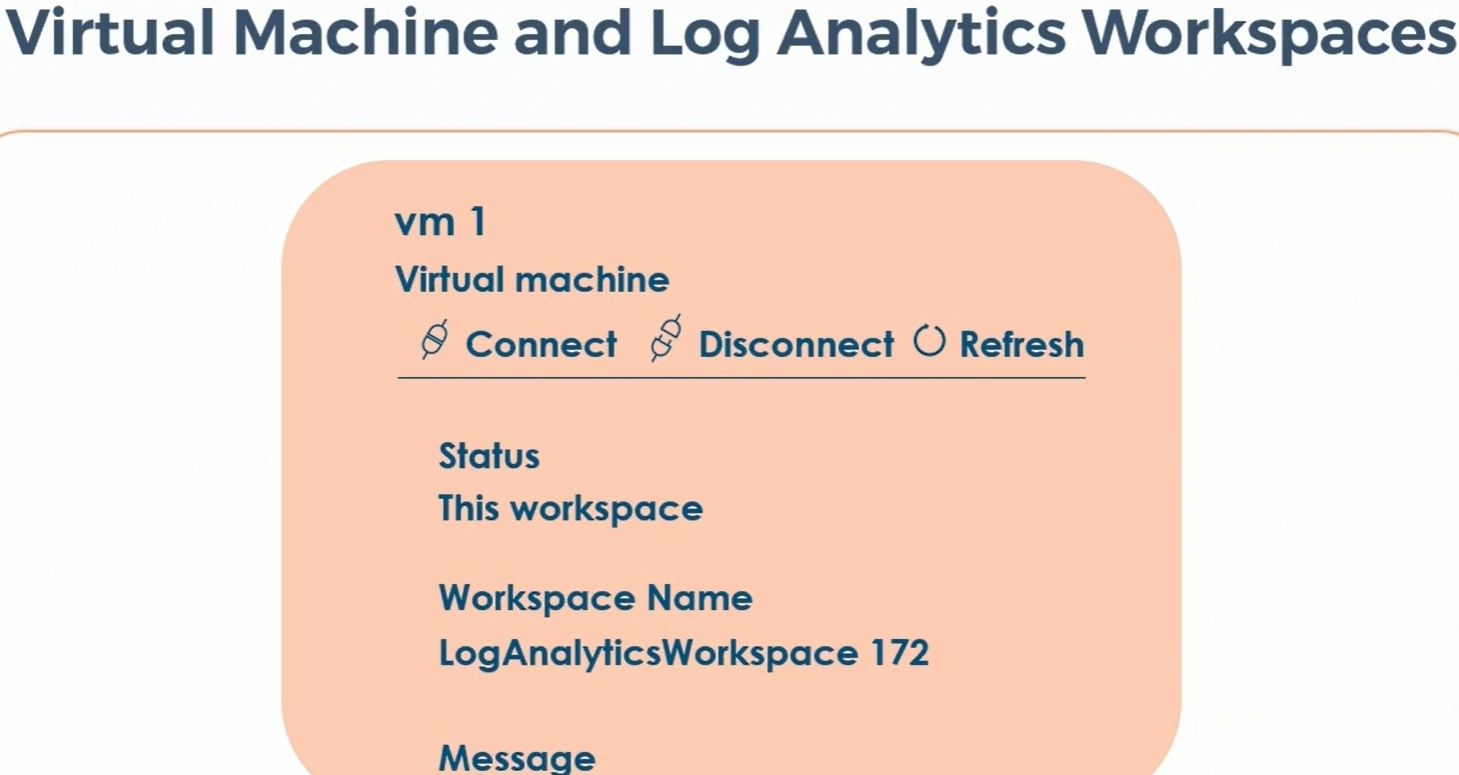 Virtual Machine and Log Analytics Workspaces
vm 1
Virtual machine
Connect Disconnect Refresh
Status
This workspace
Workspace Name
LogAnalyticsWorkspace 172
Message